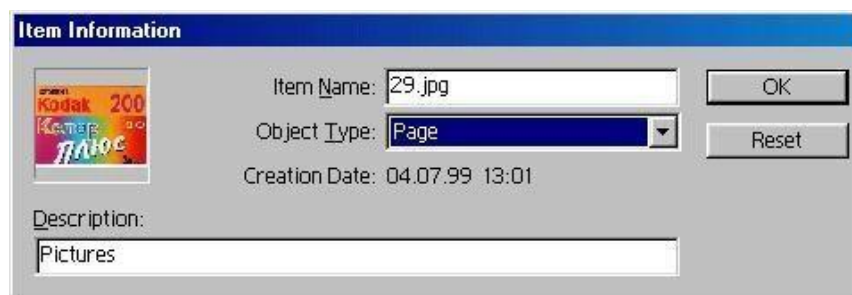 Item Information
Kodak 200
ПЛЮС
Item Name: 29.jpg
OK
Object Type: Page
Reset
Creation Date: 04.07.99 13:01
Description:
Pictures